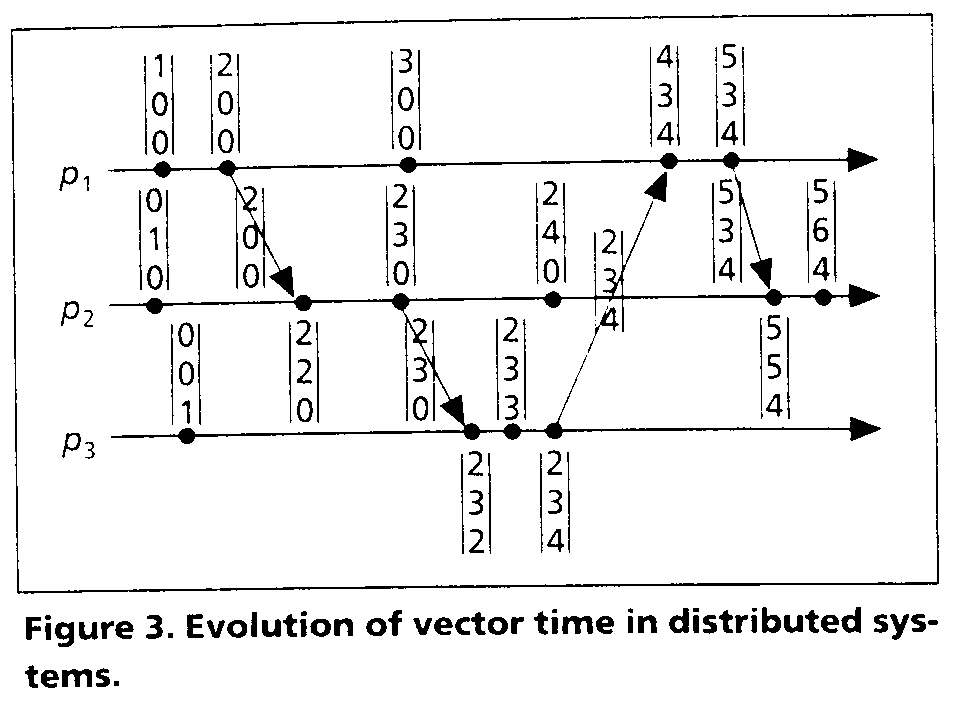 1 2 3 4 5
0 0 0 3 3
0 0 0 4 4
p1
0 2 2 2 5 5
1 0 3 4 3 6
0 0 0 0 4 4
2
3
4
p2
0 2 2 2 5
0 2 3 3 5
1 0 0 3 4
p3
2 2
3 3
2 4
Figure 3. Evolution of vector time in distributed sys-
tems.